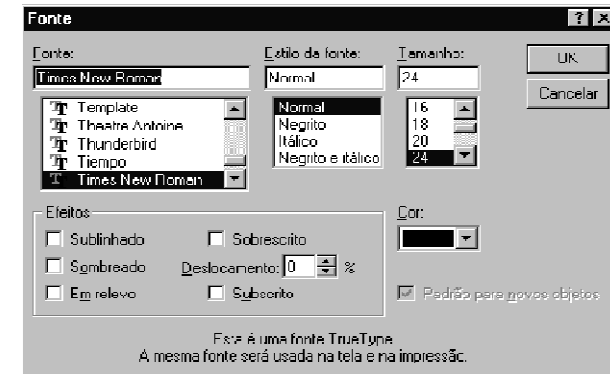 Fonte
Fonte: Estilo da fonte: Tamanho:
Times New Roman Normal 24 OK
Cancelar
Template Normal 16
Theatre Antoine Negrito 18
Thunderbird Itálico 20
Tiempo Negrito e itálico 24
Times New Roman
Efeitos Cor:
Sublinhado Sobrescrito
Sombreado Deslocamento: 0 %
Em relevo Subscrito Padrão para novos objetos
Esta é uma fonte TrueType
A mesma fonte será usada na tela e na impressão.